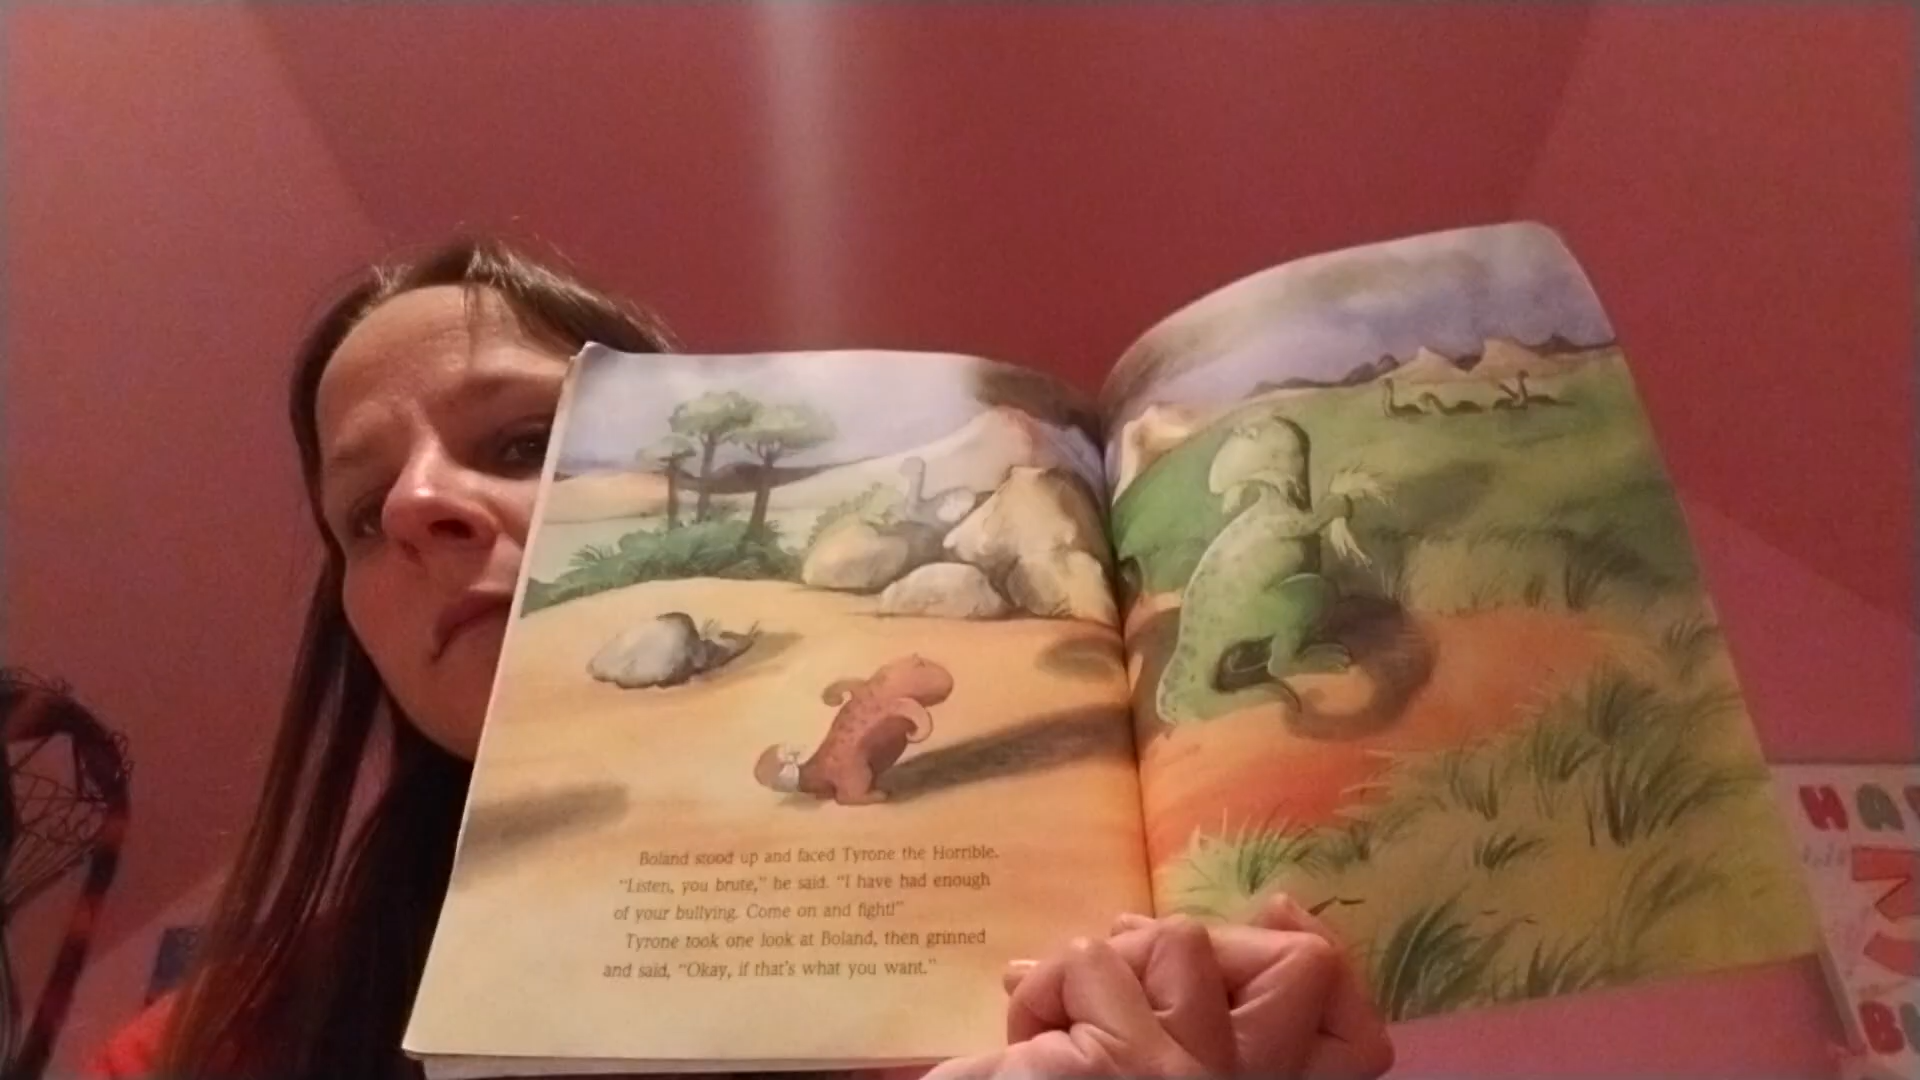 Boland stood up and faced Tyrone the Horrible.
"Listen, you brute," he said. "I have had enough
of your bullying. Come on and fight!"
Tyrone took one look at Boland, then grinned
and said, "Okay, if that's what you want."
HA